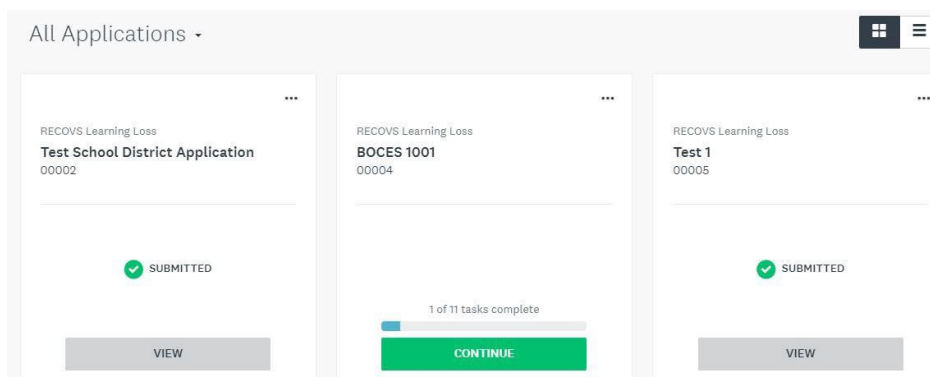 All Applications
RECOVS Learning Loss
Test School District Application
00002
SUBMITTED
VIEW
RECOVS Learning Loss
BOCES 1001
00004
1 of 11 tasks complete
CONTINUE
RECOVS Learning Loss
Test 1
00005
SUBMITTED
VIEW